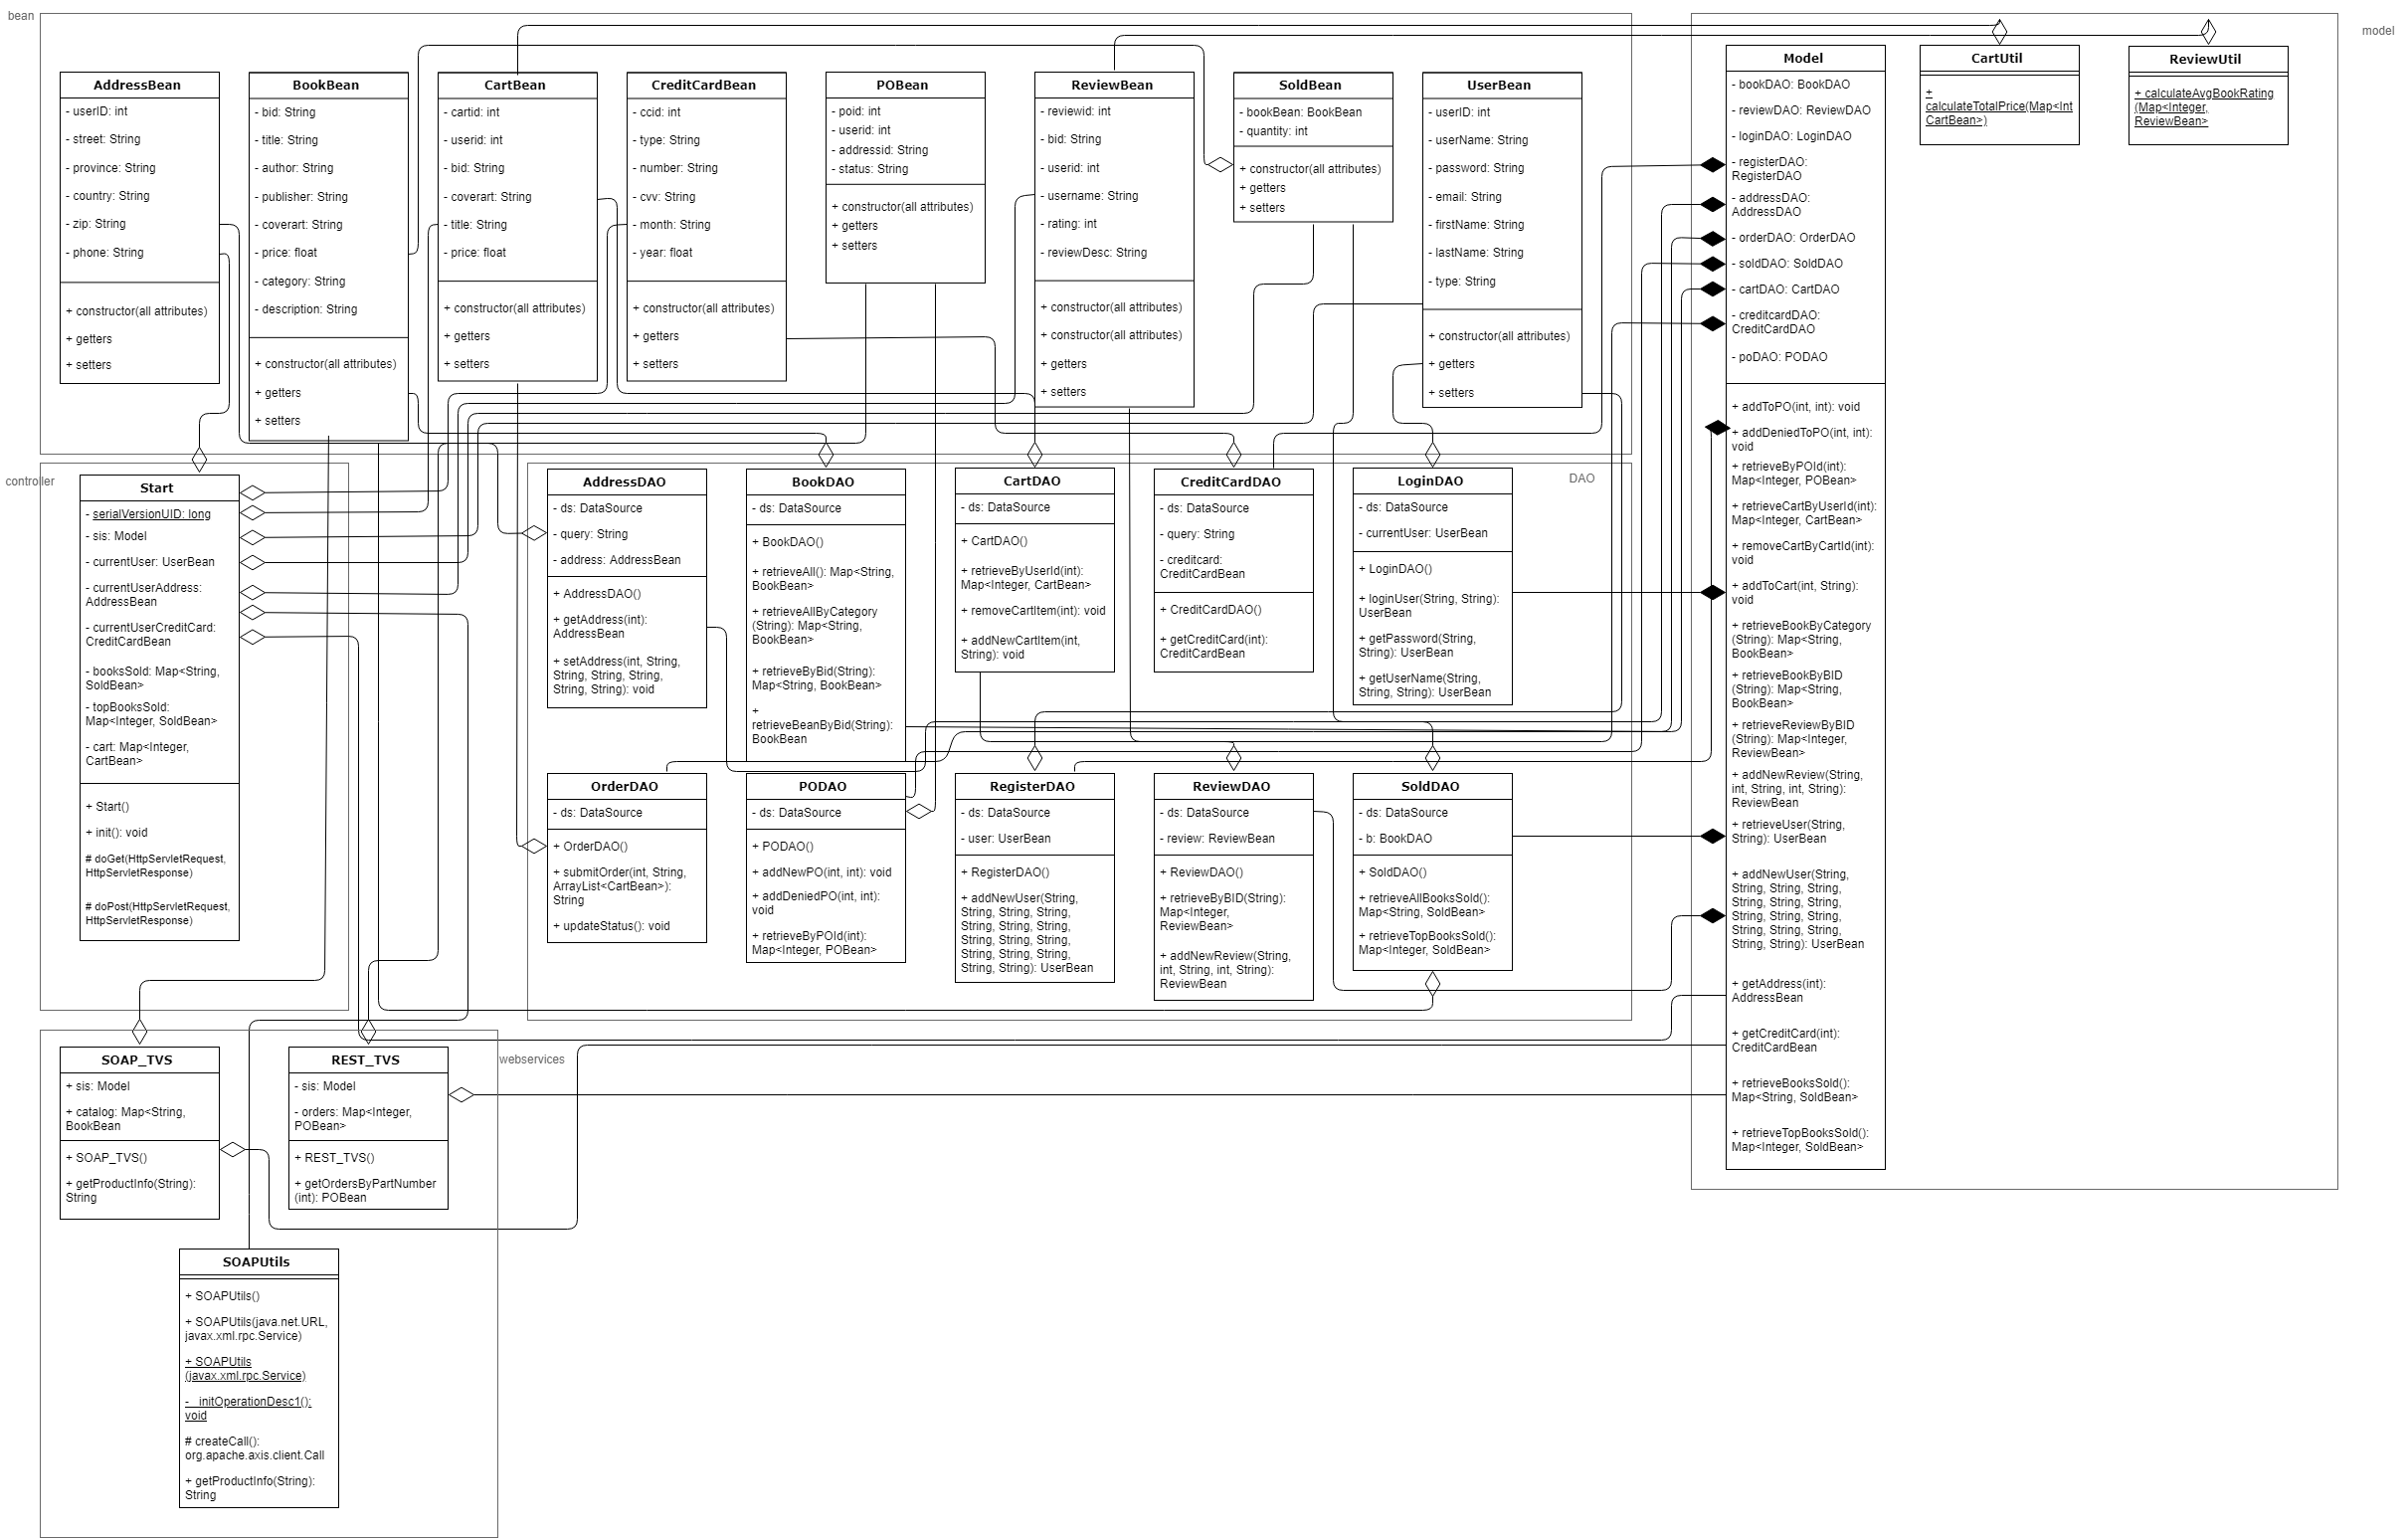 bean
AddressBean
- userID: int
- street: String
- province: String
- country: String
- zip: String
- phone: String
+ constructor(all attributes)
+ getters
+ setters
BookBean
- bid: String
- title: String
- author: String
- publisher: String
- coverart: String
- price: float
- category: String
- description: String
+ constructor(all attributes)
+ getters
+ setters
CartBean
- cartid: int
- userid: int
- bid: String
- coverart: String
- title: String
- price: float
+ constructor(all attributes)
+ getters
+ setters
CreditCardBean
- ccid: int
- type: String
- number: String
- cvv: String
- month: String
- year: float
+ constructor(all attributes)
+ getters
+ setters
POBean
- poid: int
- userid: int
- addressid: String
- status: String
+ constructor(all attributes)
+ getters
+ setters
ReviewBean
- reviewid: int
- bid: String
- userid: int
- username: String
- rating: int
- reviewDesc: String
+ constructor(all attributes)
+ constructor(all attributes)
+ getters
+ setters
SoldBean
- bookBean: BookBean
- quantity: int
+ constructor(all attributes)
+ getters
+ setters
UserBean
- userID: int
- userName: String
- password: String
- email: String
- firstName: String
- lastName: String
- type: String
+ constructor(all attributes)
+ getters
+ setters
model
Model
- bookDAO: BookDAO
- reviewDAO: ReviewDAO
- loginDAO: LoginDAO
- registerDAO:
RegisterDAO
- addressDAO:
AddressDAO
- orderDAO: OrderDAO
- soldDAO: SoldDAO
- cartDAO: CartDAO
- creditcardDAO:
CreditCardDAO
- poDAO: PODAO
+ addToPO(int, int): void
+ addDeniedToPO(int, int):
void
+ retrieveByPOId(int):
Map<Integer, POBean>
+ retrieveCartByUserId(int):
Map<Integer, CartBean>
+ removeCartByCartId(int):
void
+ addToCart(int, String):
void
+ retrieveBookByCategory
(String): Map<String,
BookBean>
+ retrieveBookByBID
(String): Map<String,
BookBean>
+ retrieveReviewByBID
(String): Map<Integer,
ReviewBean>
+ addNewReview(String,
int, String, int, String):
ReviewBean
+ retrieveUser(String,
String): UserBean
+ addNewUser(String,
String, String, String,
String, String, String,
String, String, String,
String, String, String,
String, String): UserBean
+ getAddress(int):
AddressBean
+ getCreditCard(int):
CreditCardBean
+ retrieveBooksSold():
Map<String, SoldBean>
+ retrieveTopBooksSold():
Map<Integer, SoldBean>
CartUtil
+
calculateTotalPrice(Map<Int
CartBean>)
ReviewUtil
+ calculateAvgBookRating
(Map<Integer,
ReviewBean>
controller
Start
- serialVersionUID: long
- sis: Model
- currentUser: UserBean
- currentUserAddress:
AddressBean
- currentUserCreditCard:
CreditCardBean
- booksSold: Map<String,
SoldBean>
- topBooksSold:
Map<Integer, SoldBean>
- cart: Map<Integer,
CartBean>
+ Start()
+ init(): void
# doGet(HttpServletRequest,
HttpServletResponse)
# doPost(HttpServletRequest,
HttpServletResponse)
DAO
AddressDAO
- ds: DataSource
- query: String
- address: AddressBean
+ AddressDAO()
+ getAddress(int):
AddressBean
+ setAddress(int, String,
String, String, String,
String, String): void
BookDAO
- ds: DataSource
+ BookDAO()
+ retrieveAll(): Map<String,
BookBean>
+ retrieveAllByCategory
(String): Map<String,
BookBean>
+ retrieveByBid(String):
Map<String, BookBean>
+
retrieveBeanByBid(String):
BookBean
CartDAO
- ds: DataSource
+ CartDAO()
+ retrieveByUserId(int):
Map<Integer, CartBean>
+ removeCartItem(int): void
+ addNewCartItem(int,
String): void
CreditCardDAO
- ds: DataSource
- query: String
- creditcard:
CreditCardBean
+ CreditCardDAO()
+ getCreditCard(int):
CreditCardBean
LoginDAO
- ds: DataSource
- currentUser: UserBean
+ LoginDAO()
+ loginUser(String, String):
UserBean
+ getPassword(String,
String): UserBean
+ getUserName(String,
String, String): UserBean
OrderDAO
- ds: DataSource
+ OrderDAO()
+ submitOrder(int, String,
ArrayList<CartBean>):
String
+ updateStatus(): void
PODAO
- ds: DataSource
+ PODAO()
+ addNewPO(int, int): void
+ addDeniedPO(int, int):
void
+ retrieveByPOId(int):
Map<Integer, POBean>
RegisterDAO
- ds: DataSource
- user: UserBean
+ RegisterDAO()
+ addNewUser(String,
String, String, String,
String, String, String,
String, String, String,
String, String, String,
String, String): UserBean
ReviewDAO
- ds: DataSource
- review: ReviewBean
+ ReviewDAO()
+ retrieveByBID(String):
Map<Integer,
ReviewBean>
+ addNewReview(String,
int, String, int, String):
ReviewBean
SoldDAO
- ds: DataSource
- b: BookDAO
+ SoldDAO()
+ retrieveAllBooksSold():
Map<String, SoldBean>
+ retrieveTopBooksSold():
Map<Integer, SoldBean>
webservices
SOAP_TVS
+ sis: Model
+ catalog: Map<String,
BookBean
+ SOAP_TVS()
+ getProductInfo(String):
String
REST_TVS
- sis: Model
- orders: Map<Integer,
POBean>
+ REST_TVS()
+ getOrdersByPartNumber
(int): POBean
SOAPUtils
+ SOAPUtils()
+ SOAPUtils(java.net.URL,
javax.xml.rpc.Service)
+ SOAPUtils
(javax.xml.rpc.Service)
- _initOperationDesc1():
void
# createCall():
org.apache.axis.client.Call
+ getProductInfo(String):
String